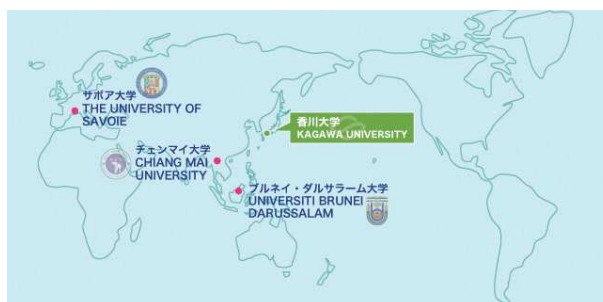 サボア大学
THE UNIVERSITY OF
SAVOIE
香川大学
KAGAWA UNIVERSITY
チェンマイ大学
CHIANG MAI
UNIVERSITY
ブルネイ・ダルサラーム大学
UNIVERSITI BRUNEI
DARUSSALAM